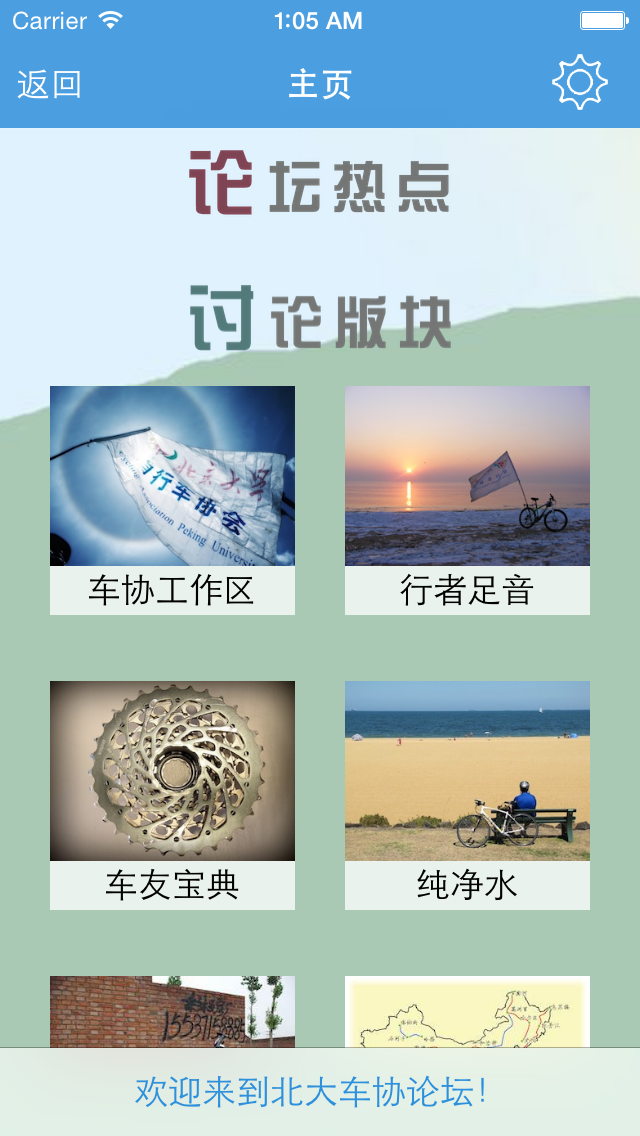 Carrier 1:05 AM
返回 主页
论坛热点
讨论版块
北京大学
自行车协会
Cycling Association Peking University
车协工作区
行者足音
车友宝典
纯净水
欢迎来到北大车协论坛！